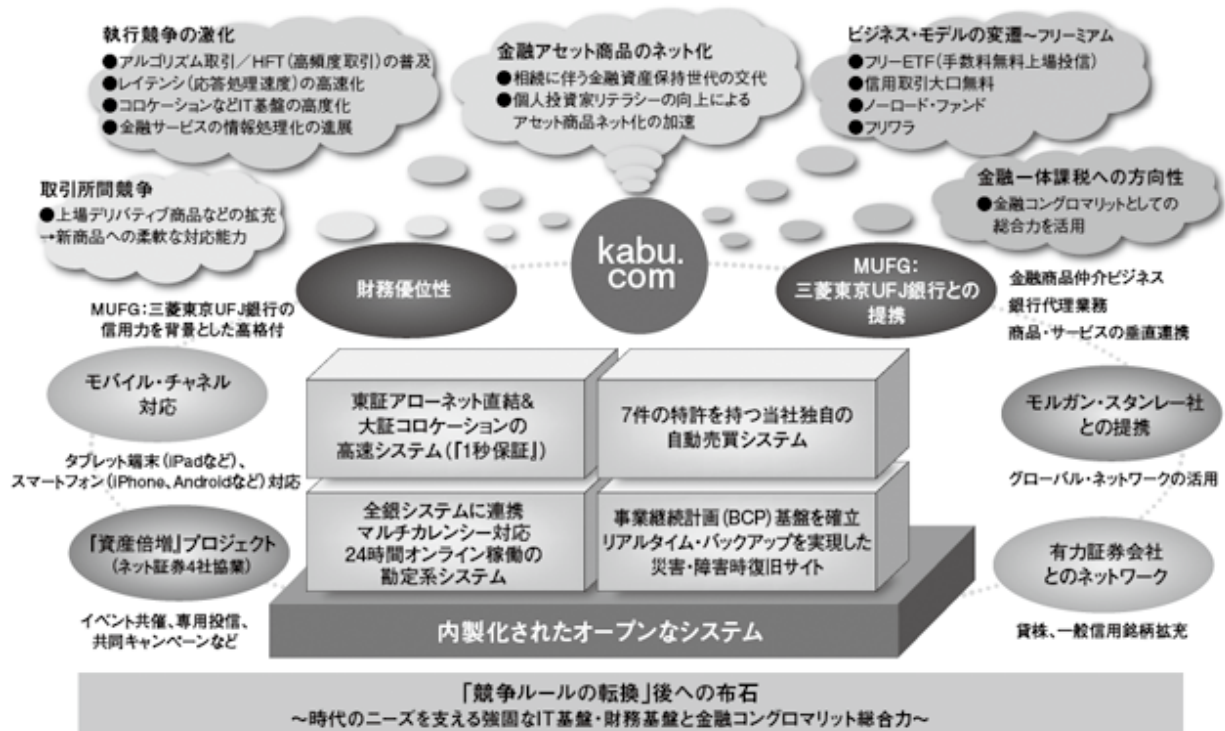 執行競争の激化
●アルゴリズム取引／HFT（高頻度取引）の普及
●レイテンシ（応答処理速度）の高速化
●コロケーションなどIT基盤の高度化
●金融サービスの情報処理化の進展
金融アセット商品のネット化
●相続に伴う金融資産保持世代の交代
●個人投資家リテラシーの向上による
アセット商品ネット化の加速
ビジネス・モデルの変遷～フリーミアム
●フリーETF（手数料無料上場投信）
●信用取引大口無料
●ノーロード・ファンド
●フリワラ
取引所間競争
●上場デリバティブ商品などの拡充
→新商品への柔軟な対応能力
金融一体課税への方向性
●金融コングロマリットとしての
総合力を活用
kabu.
com
財務優位性
MUFG：三菱東京UFJ銀行の
信用力を背景とした高格付
MUFG：
三菱東京UFJ銀行との
提携
金融商品仲介ビジネス
銀行代理業務
商品・サービスの垂直連携
モバイル・チャネル
対応
タブレット端末（iPadなど）、
スマートフォン（iPhone、Androidなど）対応
東証アローネット直結&
大証コロケーションの
高速システム（『1秒保証』）
7件の特許を持つ当社独自の
自動売買システム
モルガン・スタンレー社
との提携
グローバル・ネットワークの活用
『資産倍増』プロジェクト
（ネット証券4社協業）
イベント共催、専用投信、
共同キャンペーンなど
全銀システムに連携
マルチカレンシー対応
24時間オンライン稼働の
勘定系システム
事業継続計画（BCP）基盤を確立
リアルタイム・バックアップを実現した
災害・障害時復旧サイト
有力証券会社
とのネットワーク
貸株、一般信用銘柄拡充
内製化されたオープンなシステム
「競争ルールの転換」後への布石
～時代のニーズを支える強固なIT基盤・財務基盤と金融コングロマリット総合力～